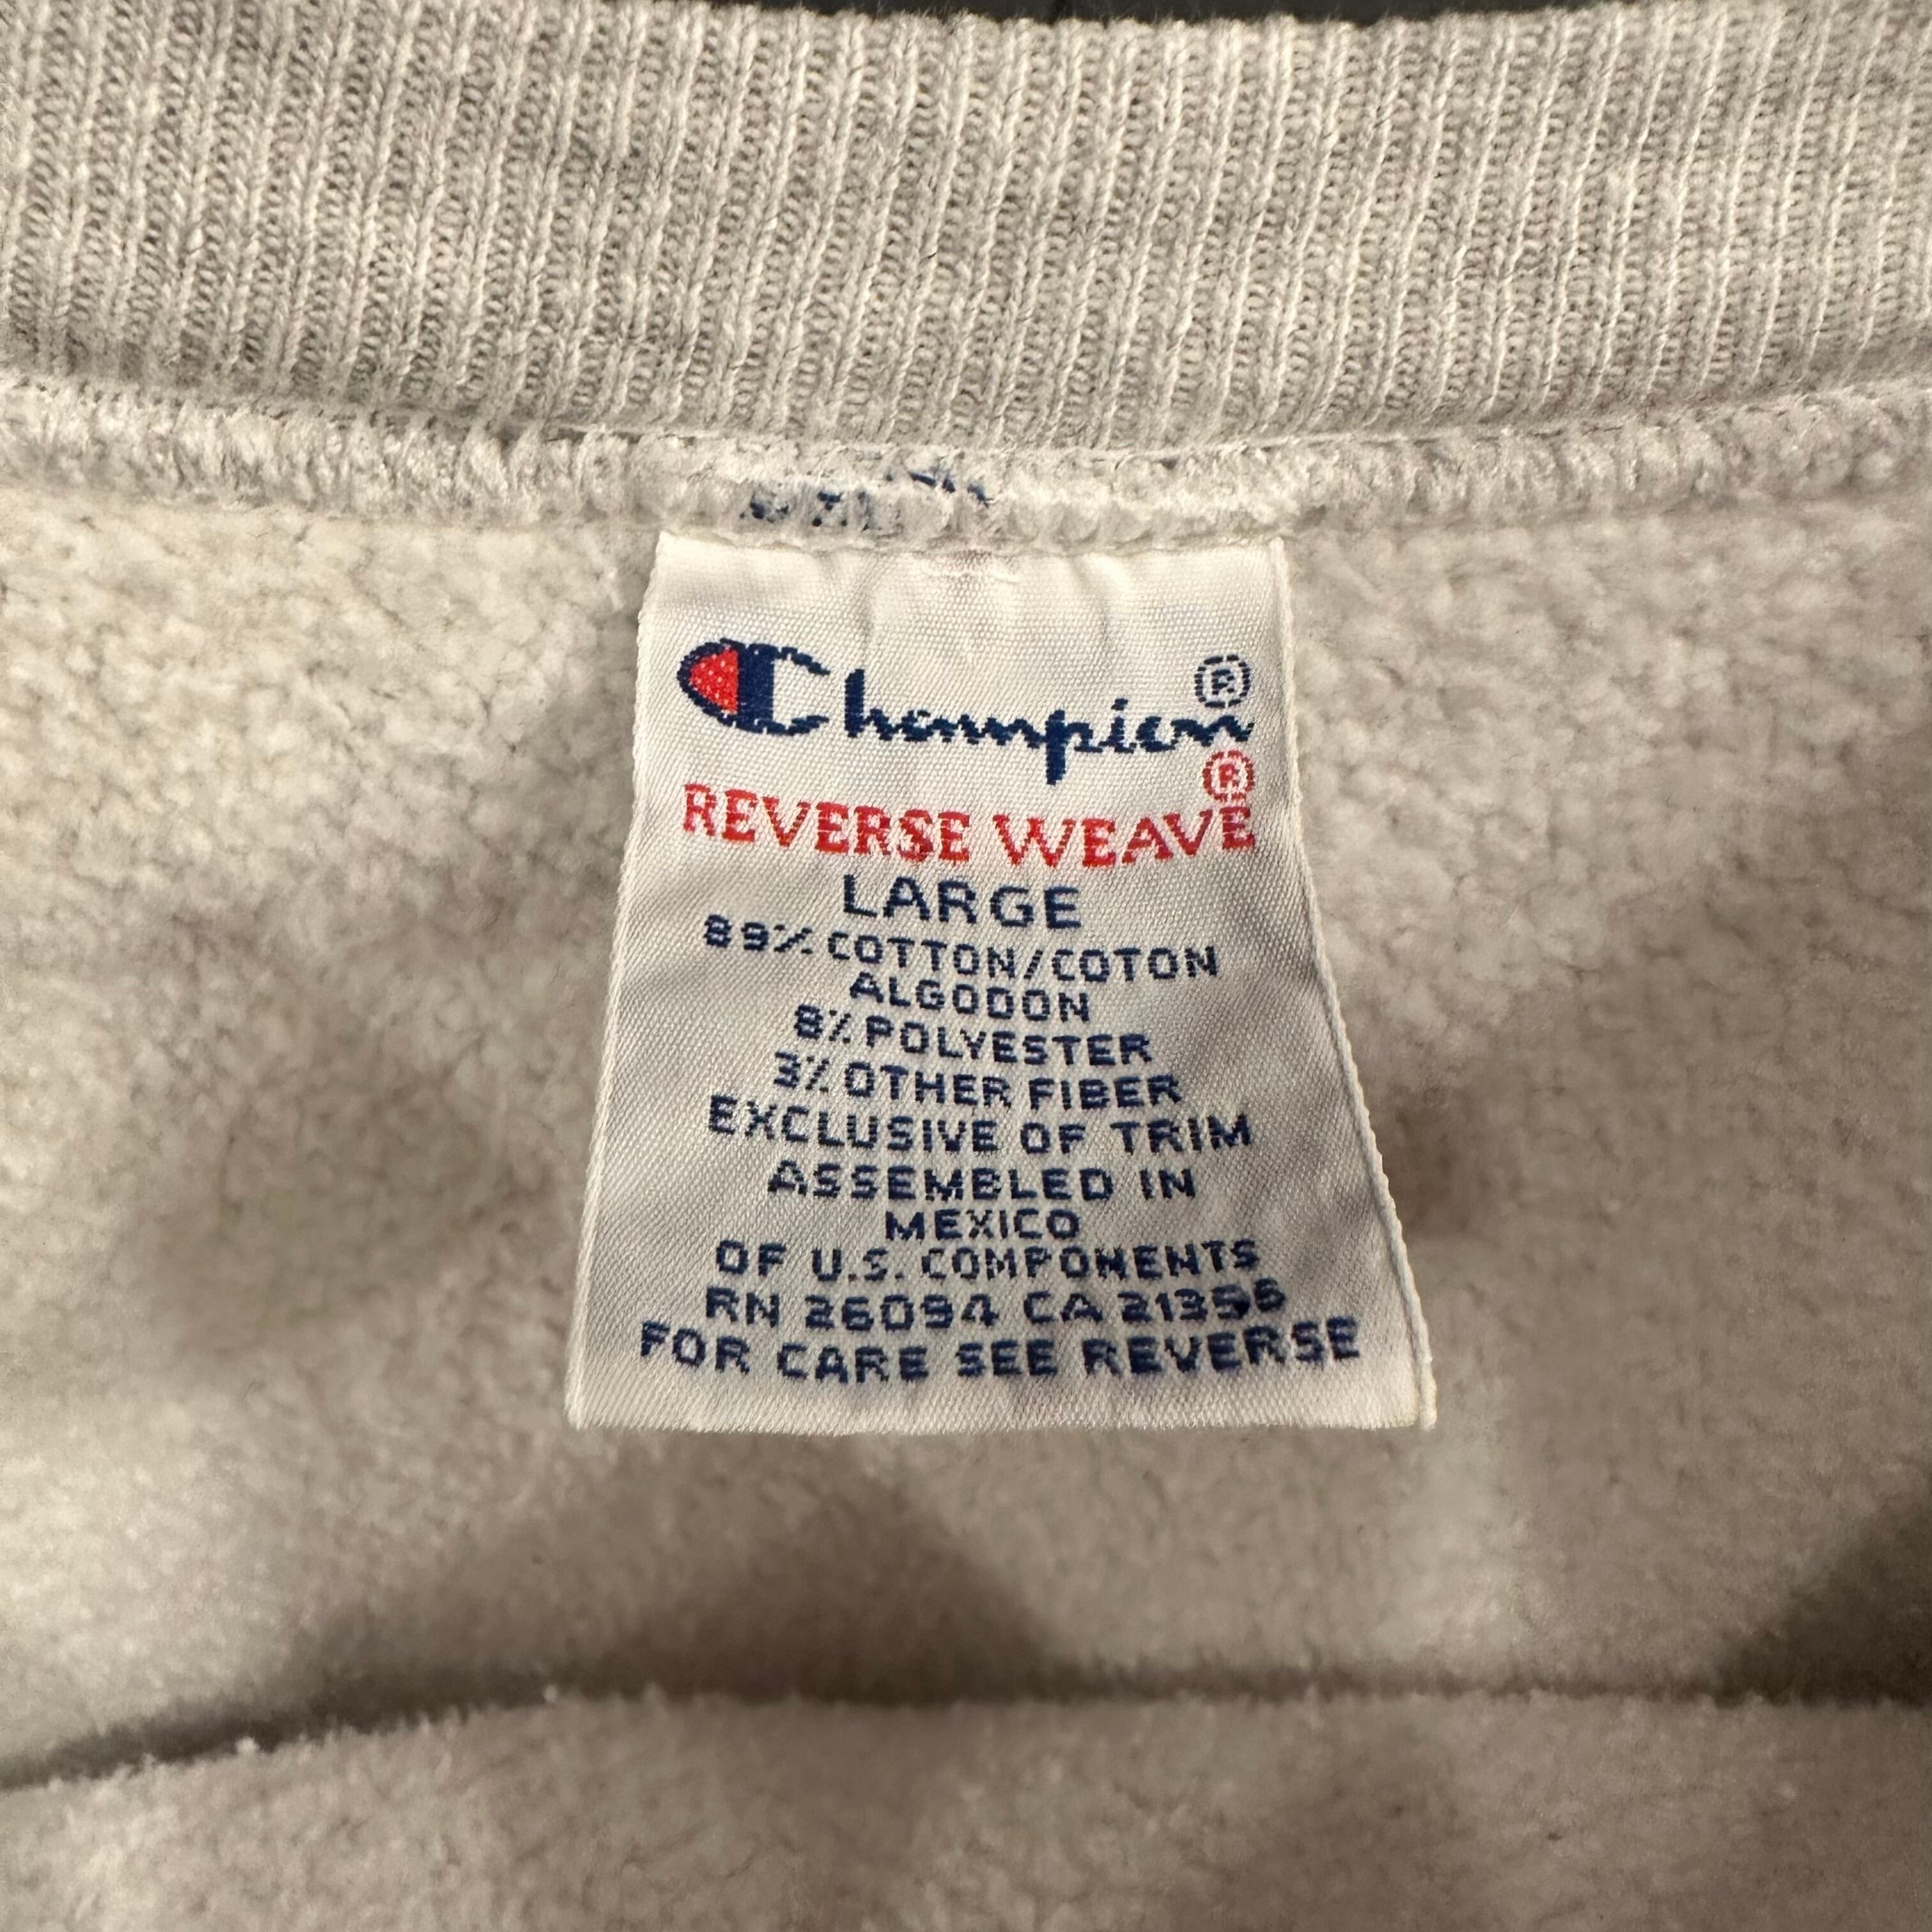 Champion®
REVERSE WEAVE®
LARGE
89% COTTON/COTON
ALGODON
8% POLYESTER
3% OTHER FIBER
EXCLUSIVE OF TRIM
ASSEMBLED IN
MEXICO
OF U.S. COMPONENTS
RN 26094 CA 21356
FOR CARE SEE REVERSE